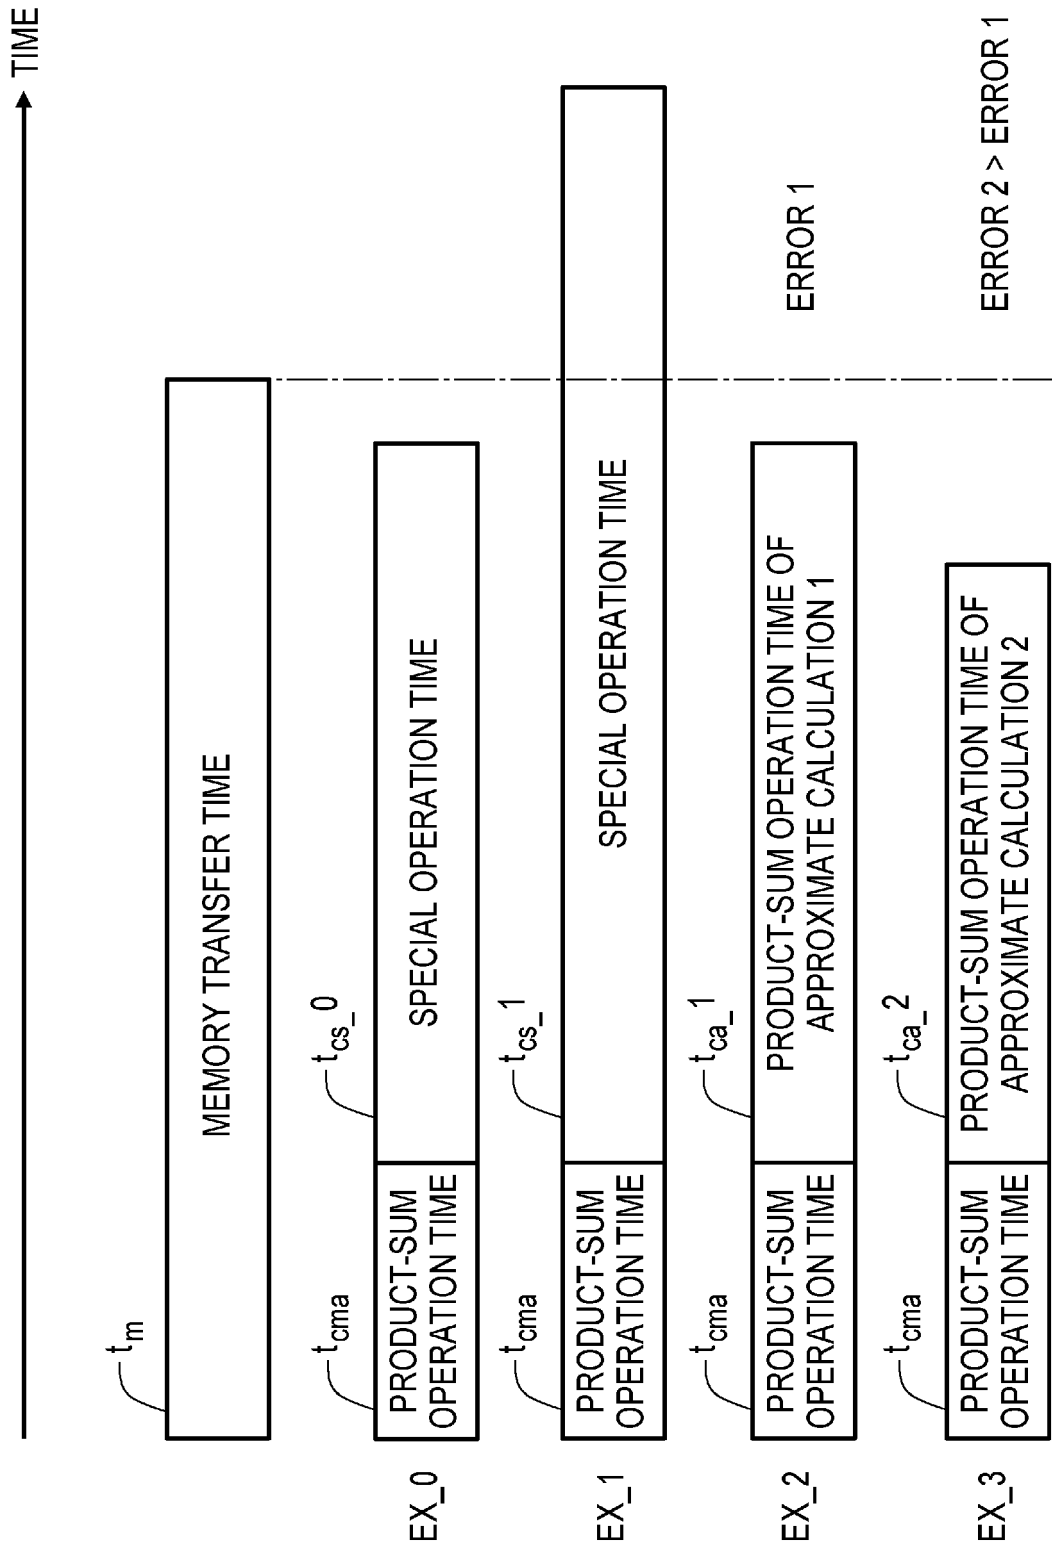 TIME
t_m
MEMORY TRANSFER TIME
EX_0
t_cma
PRODUCT-SUM
OPERATION TIME
t_cs_0
SPECIAL OPERATION TIME
EX_1
t_cma
PRODUCT-SUM
OPERATION TIME
t_cs_1
SPECIAL OPERATION TIME
EX_2
t_cma
PRODUCT-SUM
OPERATION TIME
t_ca_1
PRODUCT-SUM OPERATION TIME OF
APPROXIMATE CALCULATION 1
ERROR 1
EX_3
t_cma
PRODUCT-SUM
OPERATION TIME
t_ca_2
PRODUCT-SUM OPERATION TIME OF
APPROXIMATE CALCULATION 2
ERROR 2 > ERROR 1